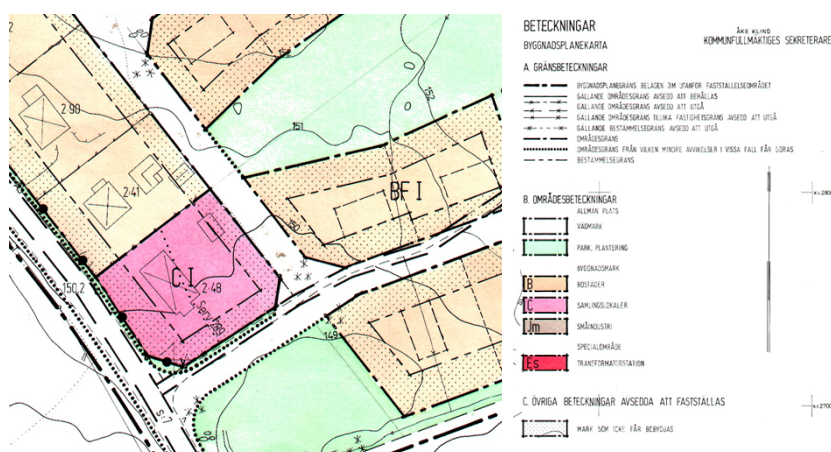 2·90
2·41
151
152
BF I
150
C I
2·48
Serv 289
150,2
149
S:7
BETECKNINGAR
BYGGNADSPLANEKARTA
ÅKE KLING
KOMMUNFULLMÄKTIGES SEKRETERARE
A. GRÄNSBETECKNINGAR
BYGGNADSPLANEGRÄNS BELÄGEN 3M UTANFÖR FASTSTÄLLELSEOMRÅDET
GÄLLANDE OMRÅDESGRÄNS AVSEDD ATT BEHÅLLAS
GÄLLANDE OMRÅDESGRÄNS AVSEDD ATT UTGÅ
GÄLLANDE OMRÅDESGRÄNS TILLIKA FASTIGHETSGRÄNS AVSEDD ATT UTGÅ
GÄLLANDE BESTÄMMELSEGRÄNS AVSEDD ATT UTGÅ
OMRÅDESGRÄNS
OMRÅDESGRÄNS FRÅN VILKEN MINDRE AVVIKELSER I VISSA FALL FÅR GÖRAS
BESTÄMMELSEGRÄNS
B. OMRÅDESBETECKNINGAR
ALLMÄN PLATS
VÄGMARK
PARK, PLANTERING
BYGGNADSMARK
B BOSTÄDER
C SAMLINGSLOKALER
Jm SMÅINDUSTRI
SPECIALOMRÅDE
Es TRANSFORMATORSTATION
C. ÖVRIGA BETECKNINGAR AVSEDDA ATT FASTSTÄLLAS
MARK SOM ICKE FÅR BEBYGGAS